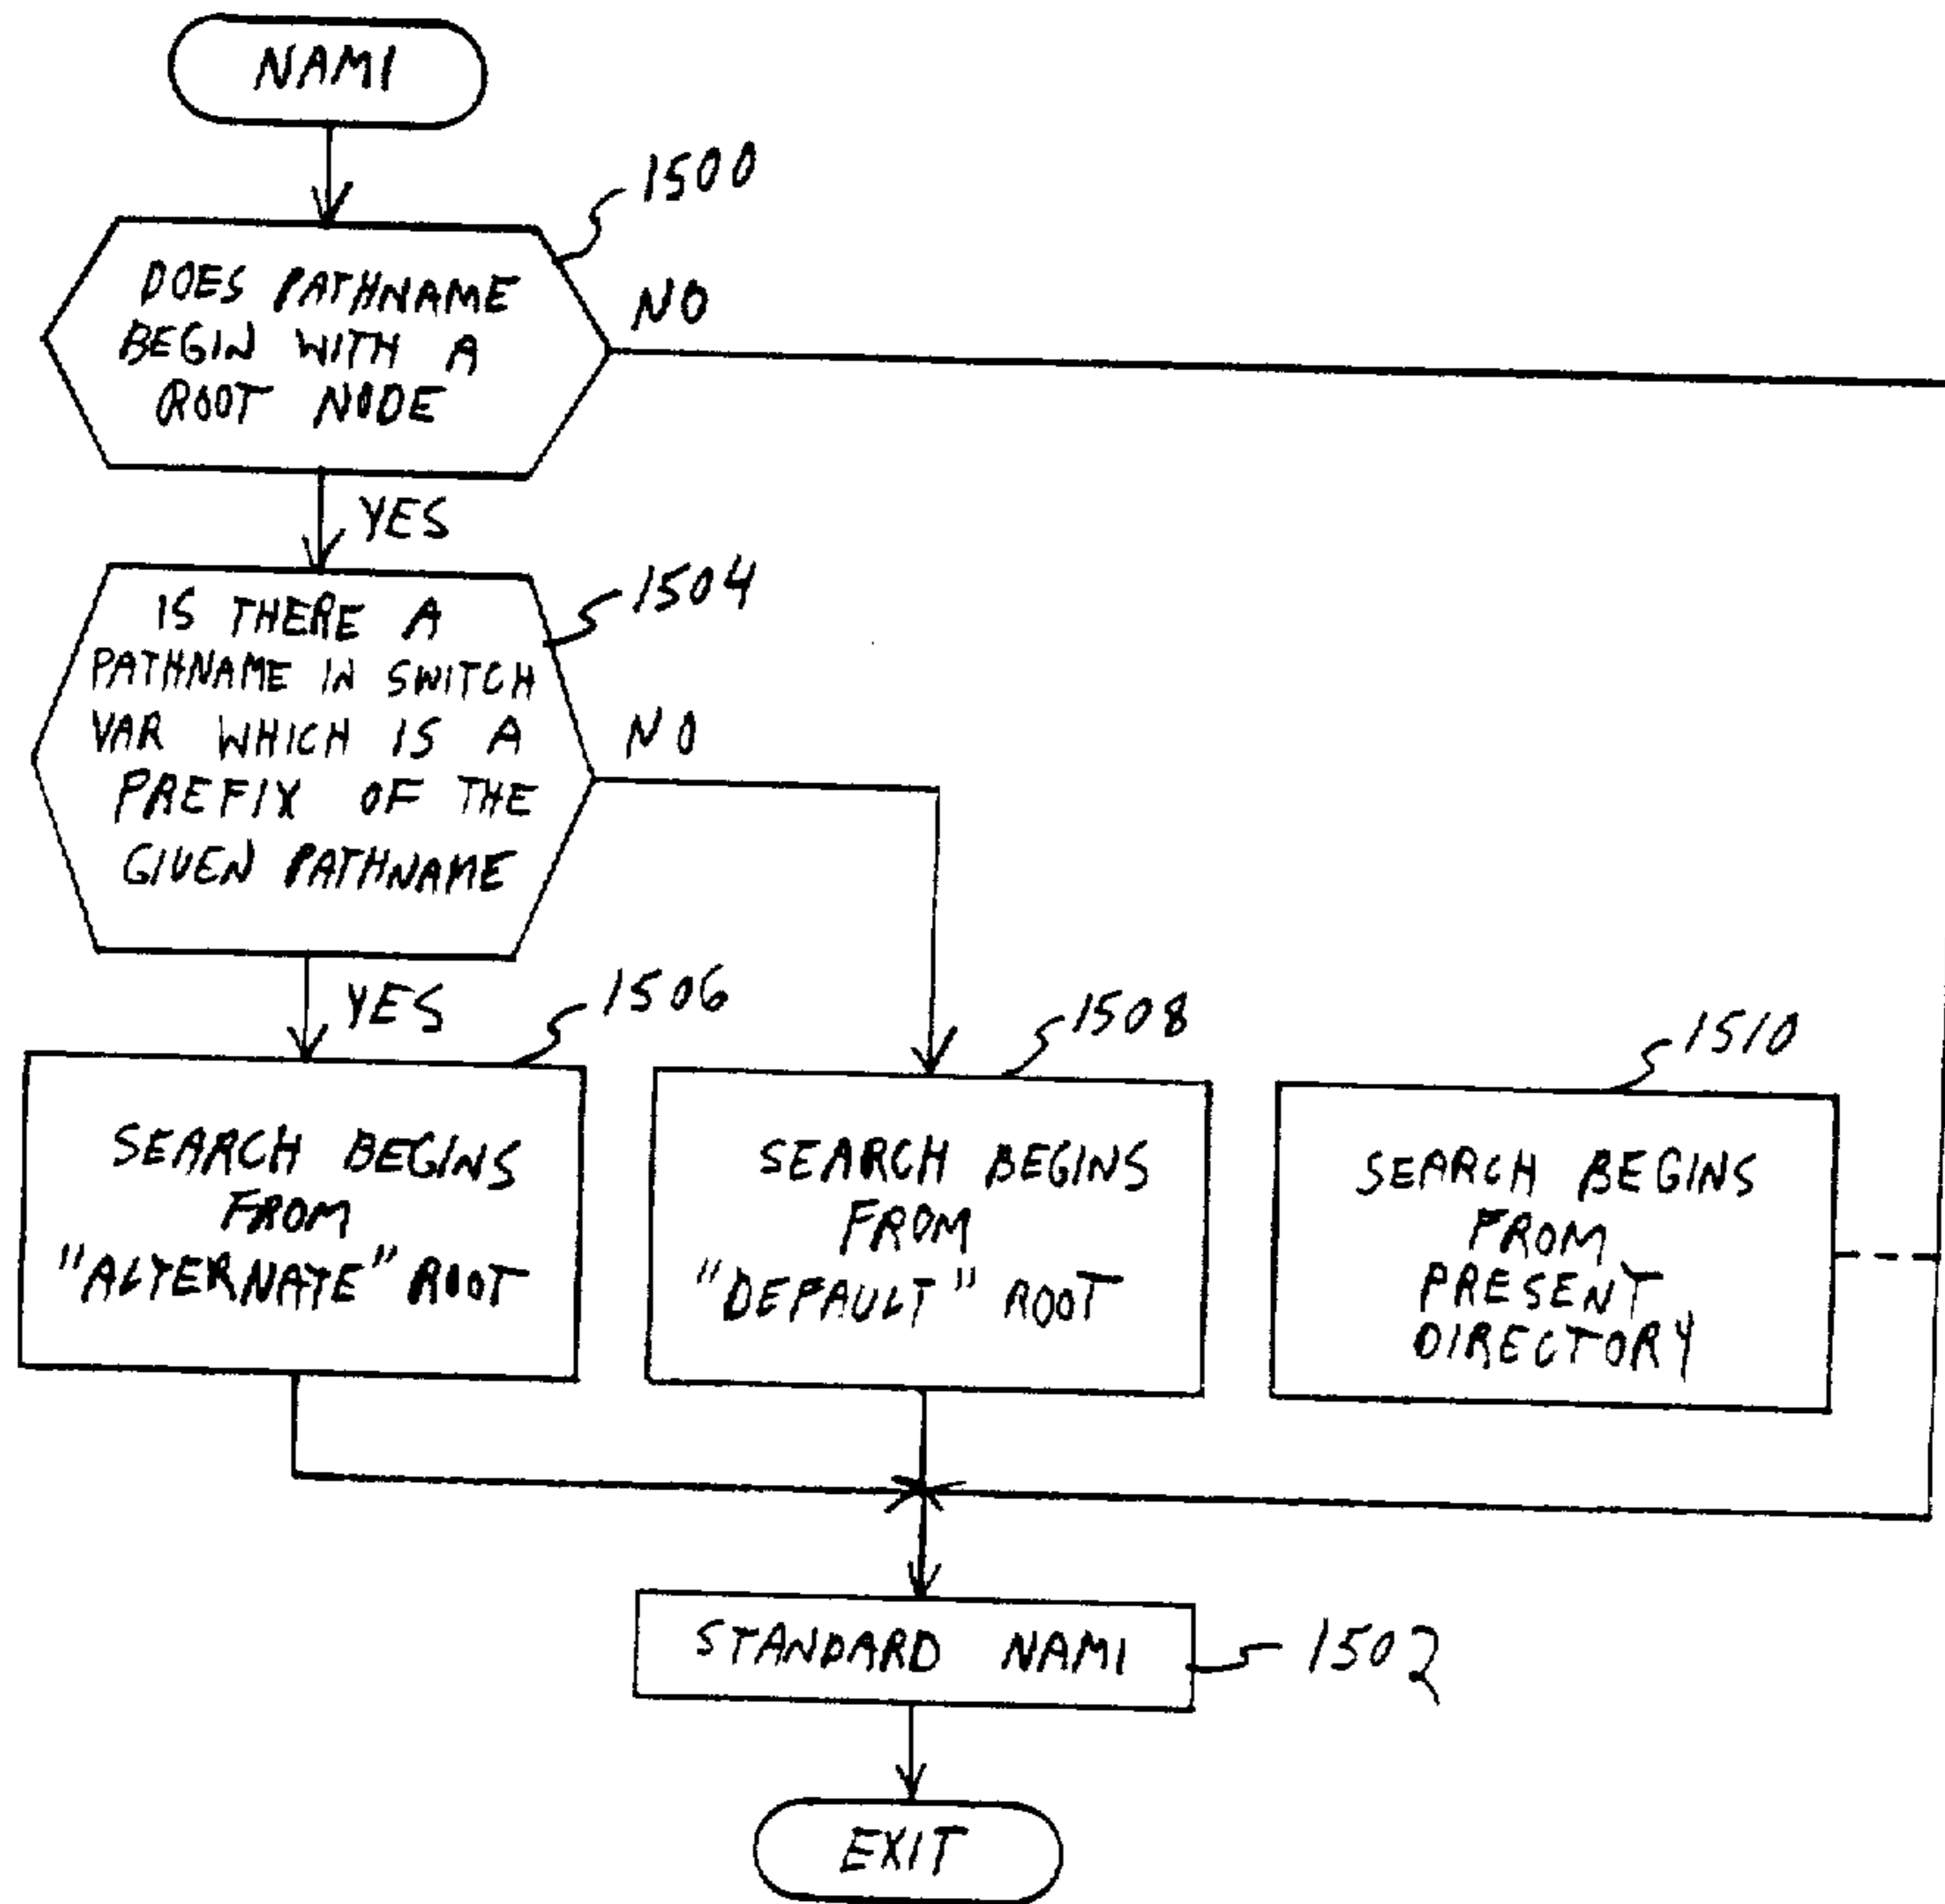 NAMI
1500
DOES PATHNAME
BEGIN WITH A
ROOT NODE
NO
YES
1504
IS THERE A
PATHNAME IN SWITCH
VAR WHICH IS A
PREFIX OF THE
GIVEN PATHNAME
NO
YES
1506
SEARCH BEGINS
FROM
"ALTERNATE" ROOT
1508
SEARCH BEGINS
FROM
"DEFAULT" ROOT
1510
SEARCH BEGINS
FROM
PRESENT
DIRECTORY
STANDARD NAMI
1502
EXIT